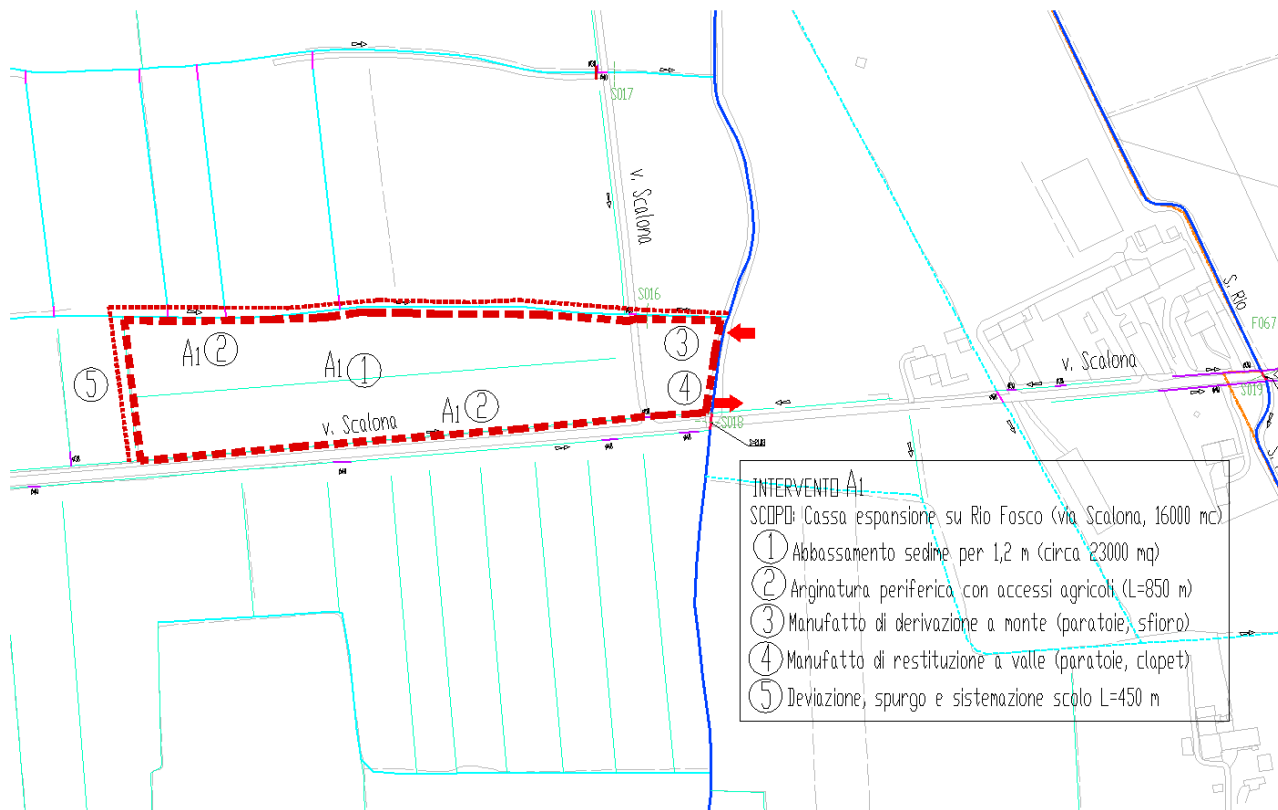 S017
v. Scalona
S016
S. Rio
F067
A1 2
A1 1
3
5
4
v. Scalona
S019
A1 2
v. Scalona
S018
INTERVENTO A1
SCOPO: Cassa espansione su Rio Fosco (via Scalona, 16000 mc)
1 Abbassamento sedime per 1,2 m (circa 23000 mq)
2 Arginatura periferica con accessi agricoli (L=850 m)
3 Manufatto di derivazione a monte (paratoie, sfioro)
4 Manufatto di restituzione a valle (paratoie, clapet)
5 Deviazione, spurgo e sistemazione scolo L=450 m